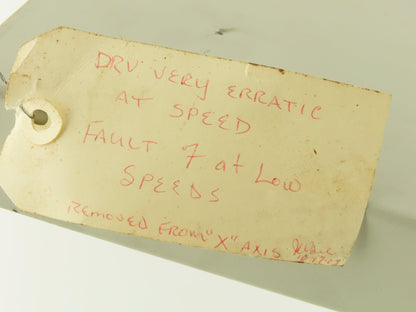 DRV. VERY ERRATIC
AT SPEED
FAULT 7 at LOW
SPEEDS
REMOVED FROM "X" AXIS